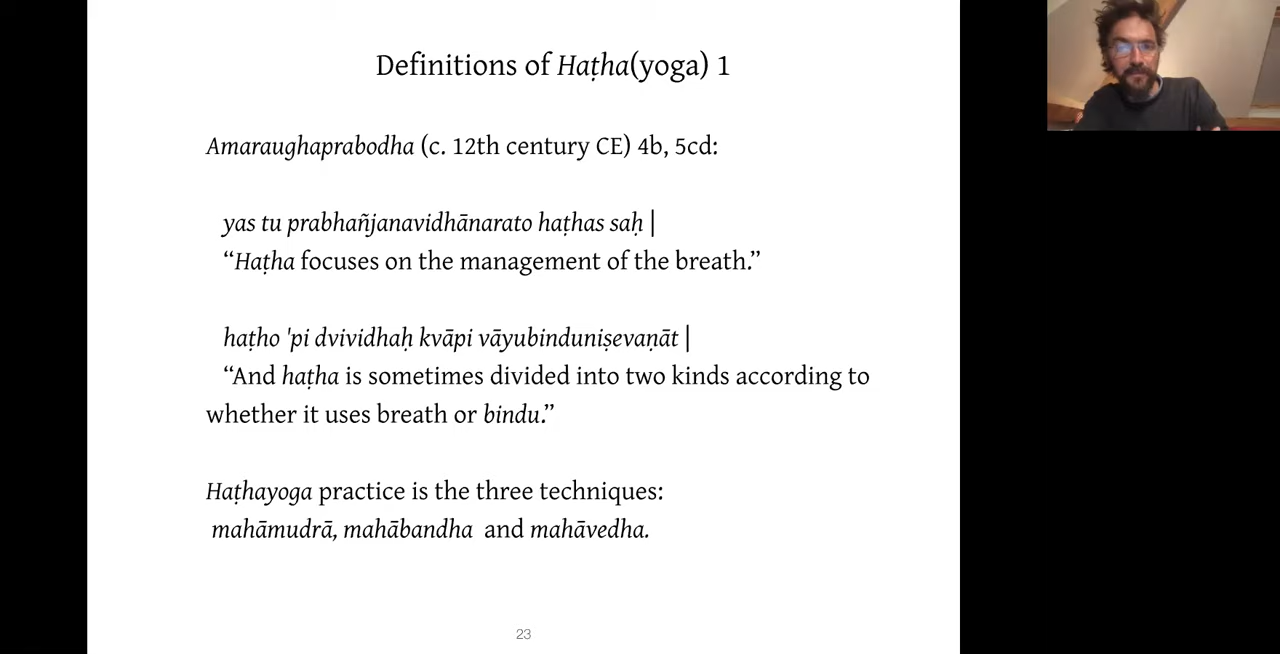 Definitions of Haṭha(yoga) 1
Amaraughaprabodha (c. 12th century CE) 4b, 5cd:
yas tu prabhañjanavidhānarato haṭhas saḥ |
“Haṭha focuses on the management of the breath.”
haṭho 'pi dvividhaḥ kvāpi vāyubinduniṣevaṇāt |
“And haṭha is sometimes divided into two kinds according to
whether it uses breath or bindu.”
Haṭhayoga practice is the three techniques:
mahāmudrā, mahābandha and mahāvedha.
23